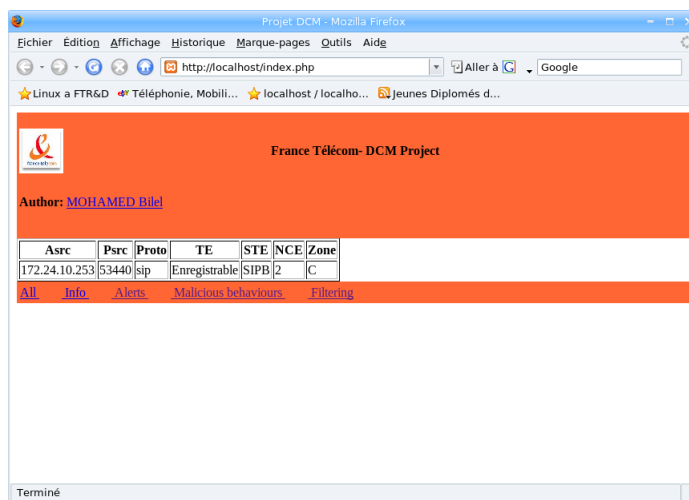 Projet DCM - Mozilla Firefox
Fichier Édition Affichage Historique Marque-pages Outils Aide
http://localhost/index.php Aller à G Google
Linux a FTR&D Téléphonie, Mobili... localhost / localho... Jeunes Diplomés d...
France Télécom- DCM Project
Author: MOHAMED Bilel
Asrc Psrc Proto TE STE NCE Zone
172.24.10.253 53440 sip Enregistrable SIPB 2 C
All Info Alerts Malicious behaviours Filtering
Terminé